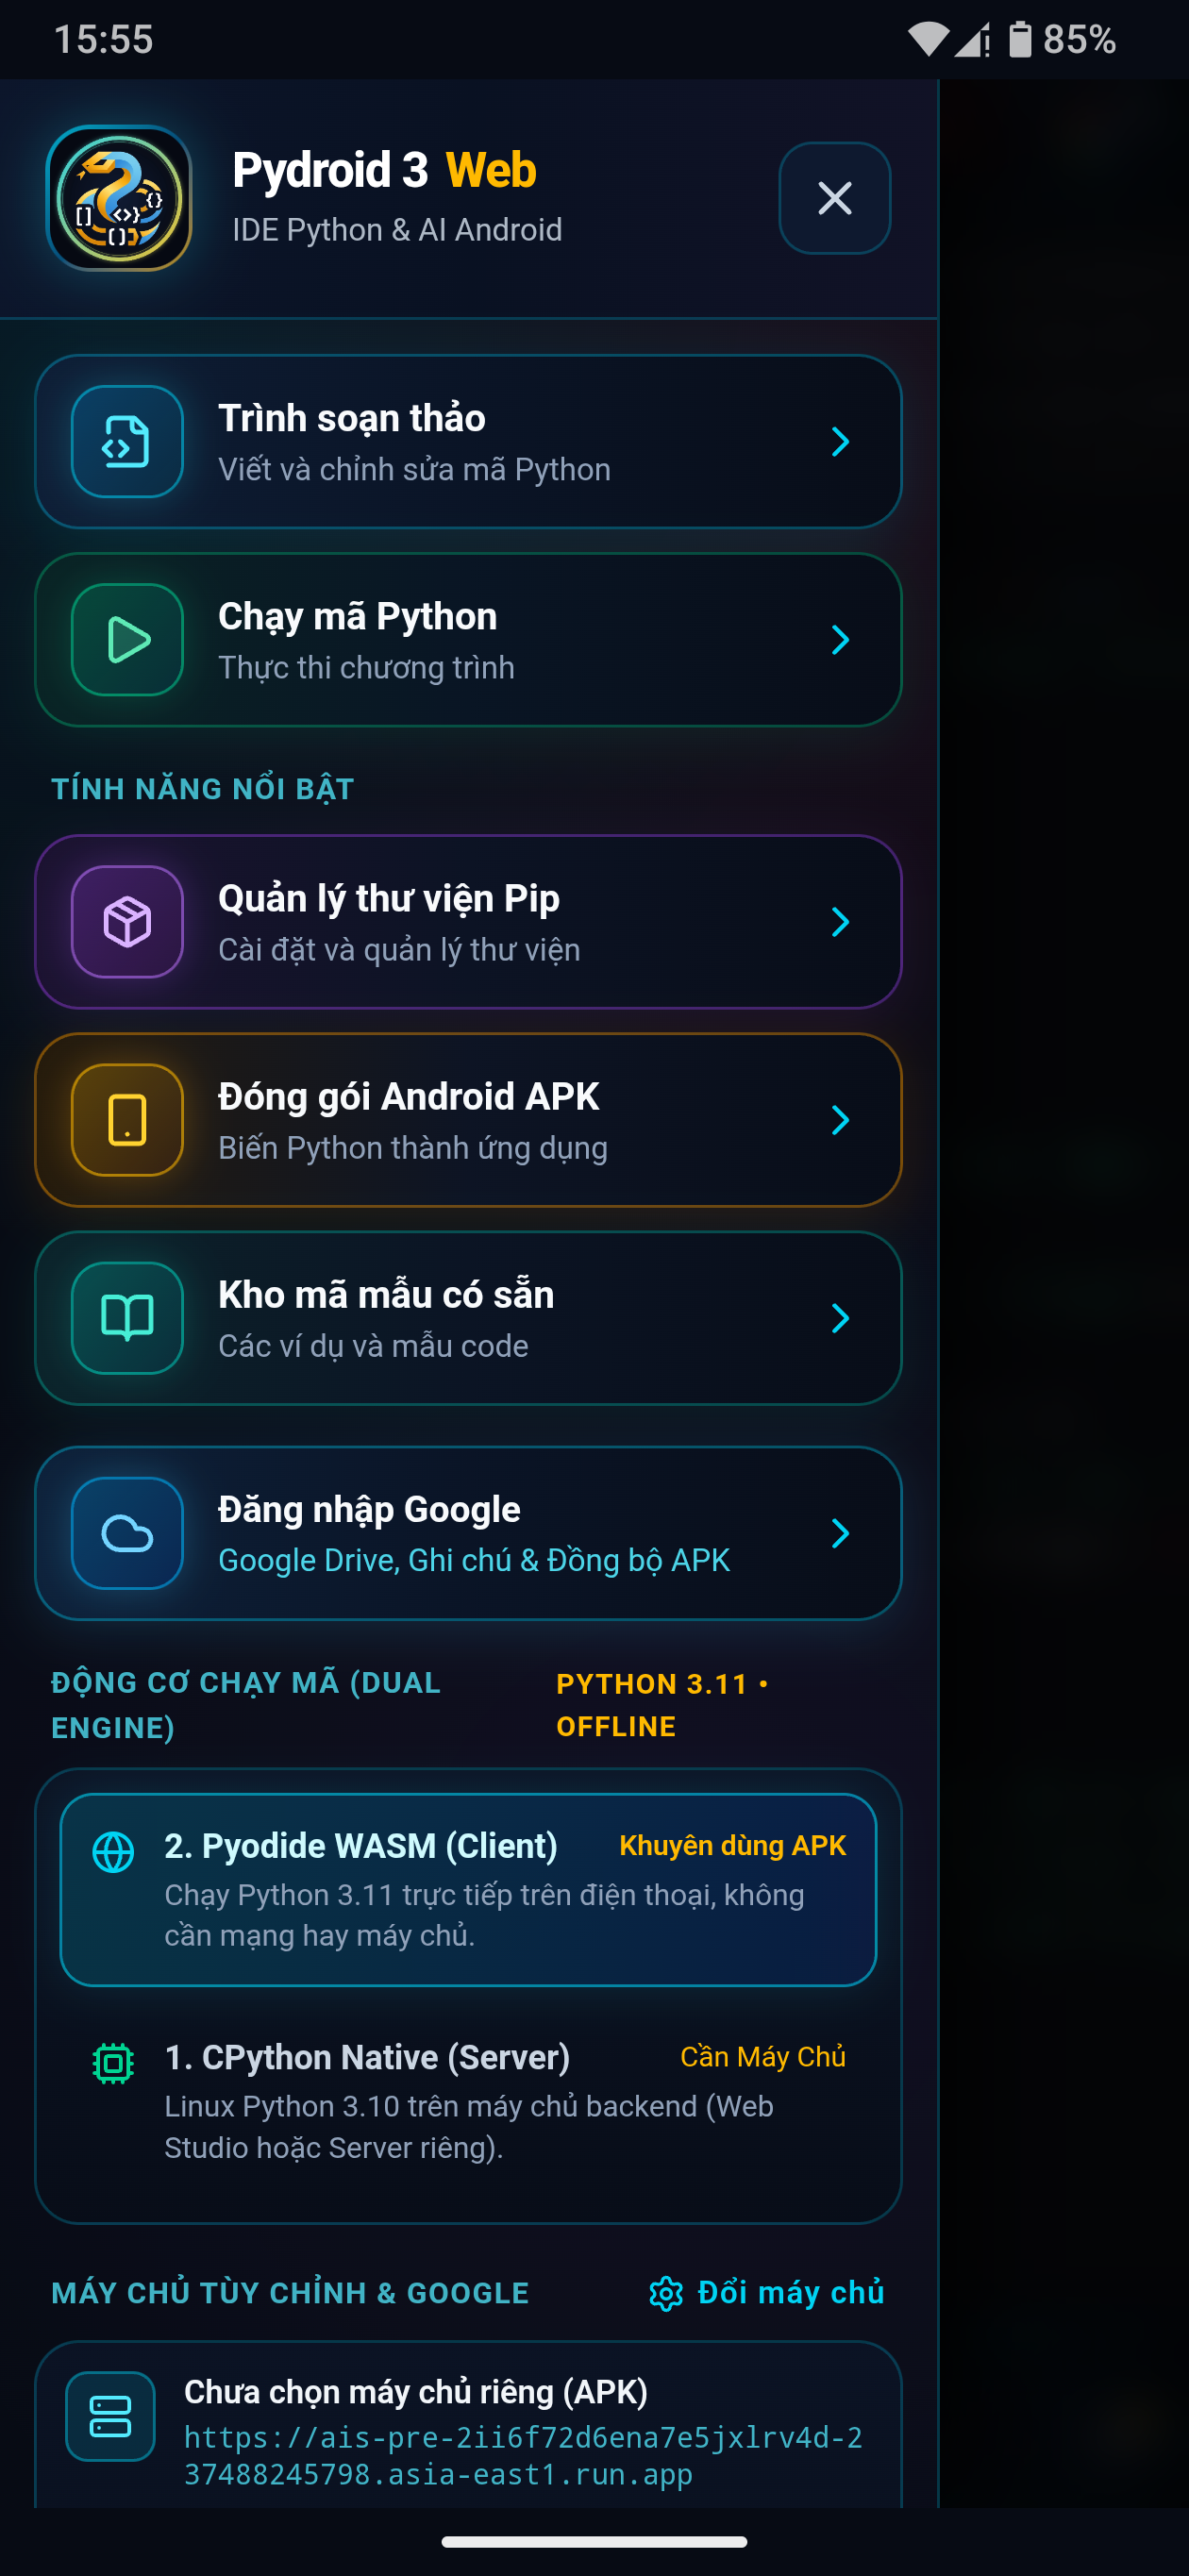 15:55
85%
Pydroid 3 Web
IDE Python & AI Android
[] <> {}
[]()
Trình soạn thảo
Viết và chỉnh sửa mã Python
Chạy mã Python
Thực thi chương trình
TÍNH NĂNG NỔI BẬT
Quản lý thư viện Pip
Cài đặt và quản lý thư viện
Đóng gói Android APK
Biến Python thành ứng dụng
Kho mã mẫu có sẵn
Các ví dụ và mẫu code
Đăng nhập Google
Google Drive, Ghi chú & Đồng bộ APK
ĐỘNG CƠ CHẠY MÃ (DUAL
ENGINE)
PYTHON 3.11 •
OFFLINE
2. Pyodide WASM (Client)
Khuyên dùng APK
Chạy Python 3.11 trực tiếp trên điện thoại, không
cần mạng hay máy chủ.
1. CPython Native (Server)
Cần Máy Chủ
Linux Python 3.10 trên máy chủ backend (Web
Studio hoặc Server riêng).
MÁY CHỦ TÙY CHỈNH & GOOGLE
Đổi máy chủ
Chưa chọn máy chủ riêng (APK)
https://ais-pre-2ii6f72d6ena7e5jxlrv4d-2
37488245798.asia-east1.run.app